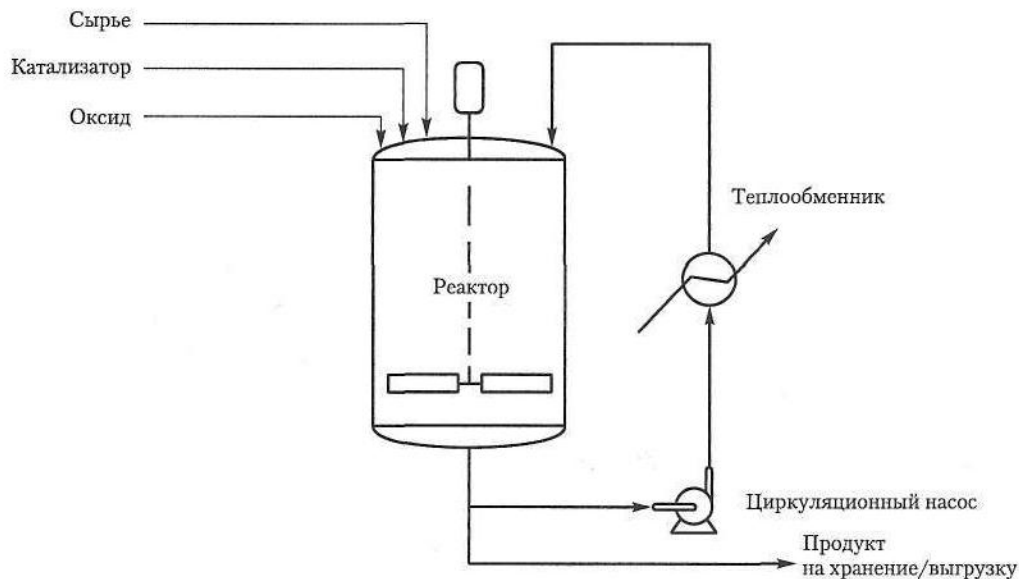 Сырье
Катализатор
Оксид
Теплообменник
Реактор
Циркуляционный насос
Продукт
на хранение/выгрузку